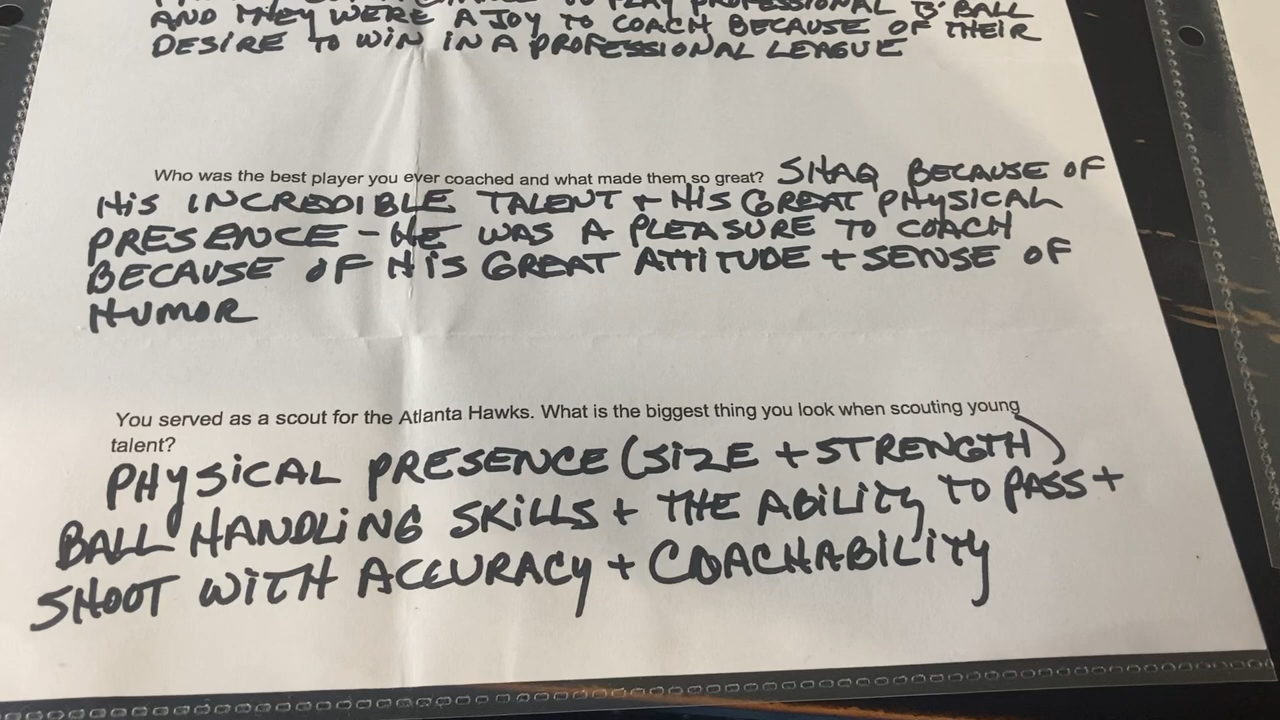 TO PLAY PROFESSIONAL B'BALL
AND THEY WERE A JOY TO COACH BECAUSE OF THEIR
DESIRE TO WIN IN A PROFESSIONAL LEAGUE
Who was the best player you ever coached and what made them so great? SHAQ BECAUSE OF
HIS INCREDIBLE TALENT + HIS GREAT PHYSICAL
PRESENCE - HE WAS A PLEASURE TO COACH
BECAUSE OF HIS GREAT ATTITUDE + SENSE OF
HUMOR
You served as a scout for the Atlanta Hawks. What is the biggest thing you look when scouting young
talent?
PHYSICAL PRESENCE (SIZE + STRENGTH)
BALL HANDLING SKILLS + THE ABILITY TO PASS +
SHOOT WITH ACCURACY + COACHABILITY